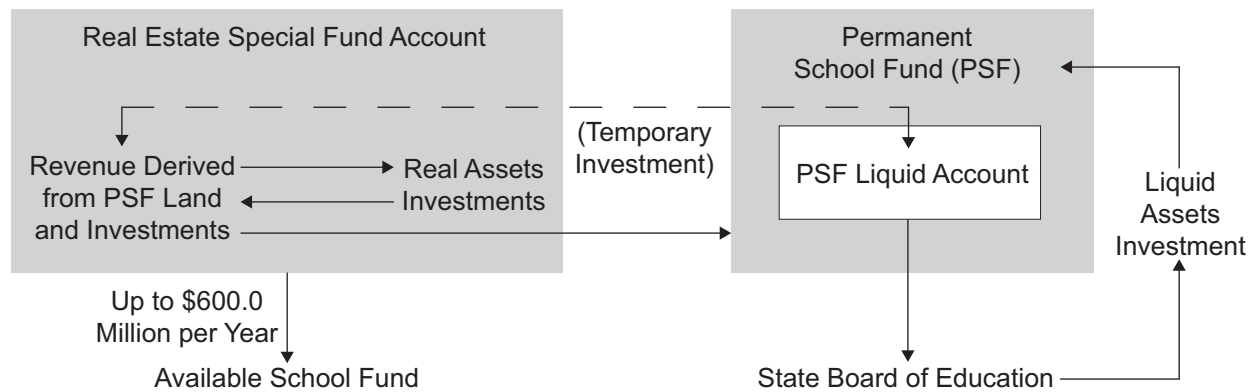 Real Estate Special Fund Account
Permanent
School Fund (PSF)
(Temporary
Investment)
Revenue Derived
from PSF Land
and Investments
Real Assets
Investments
PSF Liquid Account
Liquid
Assets
Investment
Up to $600.0
Million per Year
Available School Fund
State Board of Education